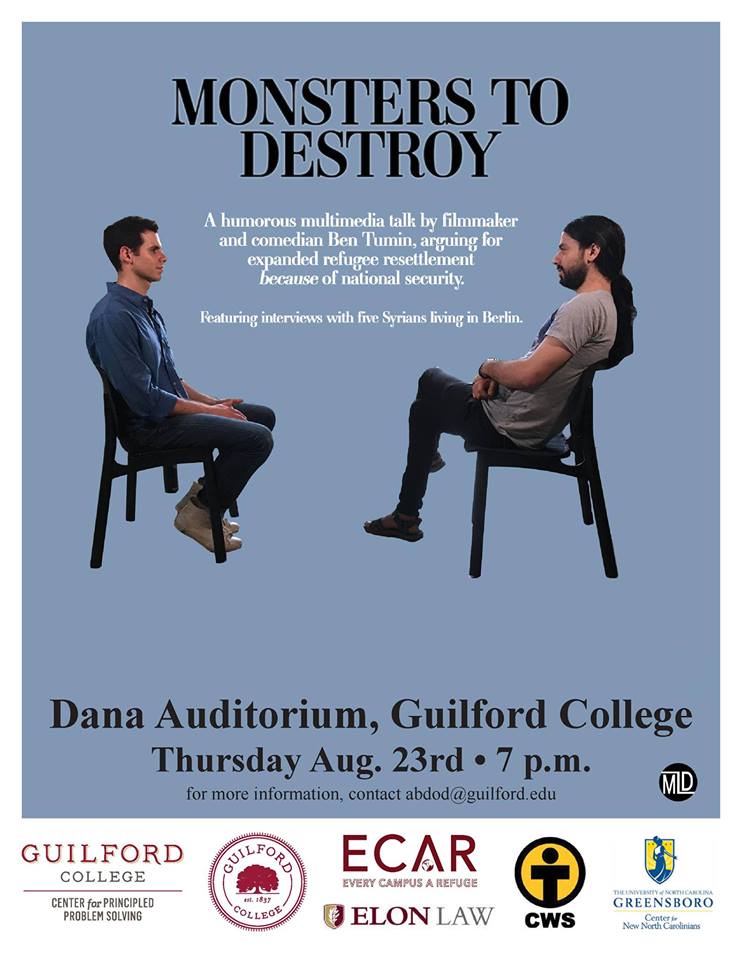 MONSTERS TO
DESTROY
A humorous multimedia talk by filmmaker
and comedian Ben Tumin, arguing for
expanded refugee resettlement
because of national security.
Featuring interviews with five Syrians living in Berlin.
Dana Auditorium, Guilford College
Thursday Aug. 23rd • 7 p.m.
for more information, contact abdod@guilford.edu
MTD
GUILFORD
COLLEGE
CENTER for PRINCIPLED
PROBLEM SOLVING
GUILFORD
est. 1837
COLLEGE
ECAR
EVERY CAMPUS A REFUGE
ELON LAW
CWS
THE UNIVERSITY of NORTH CAROLINA
GREENSBORO
Center for
New North Carolinians